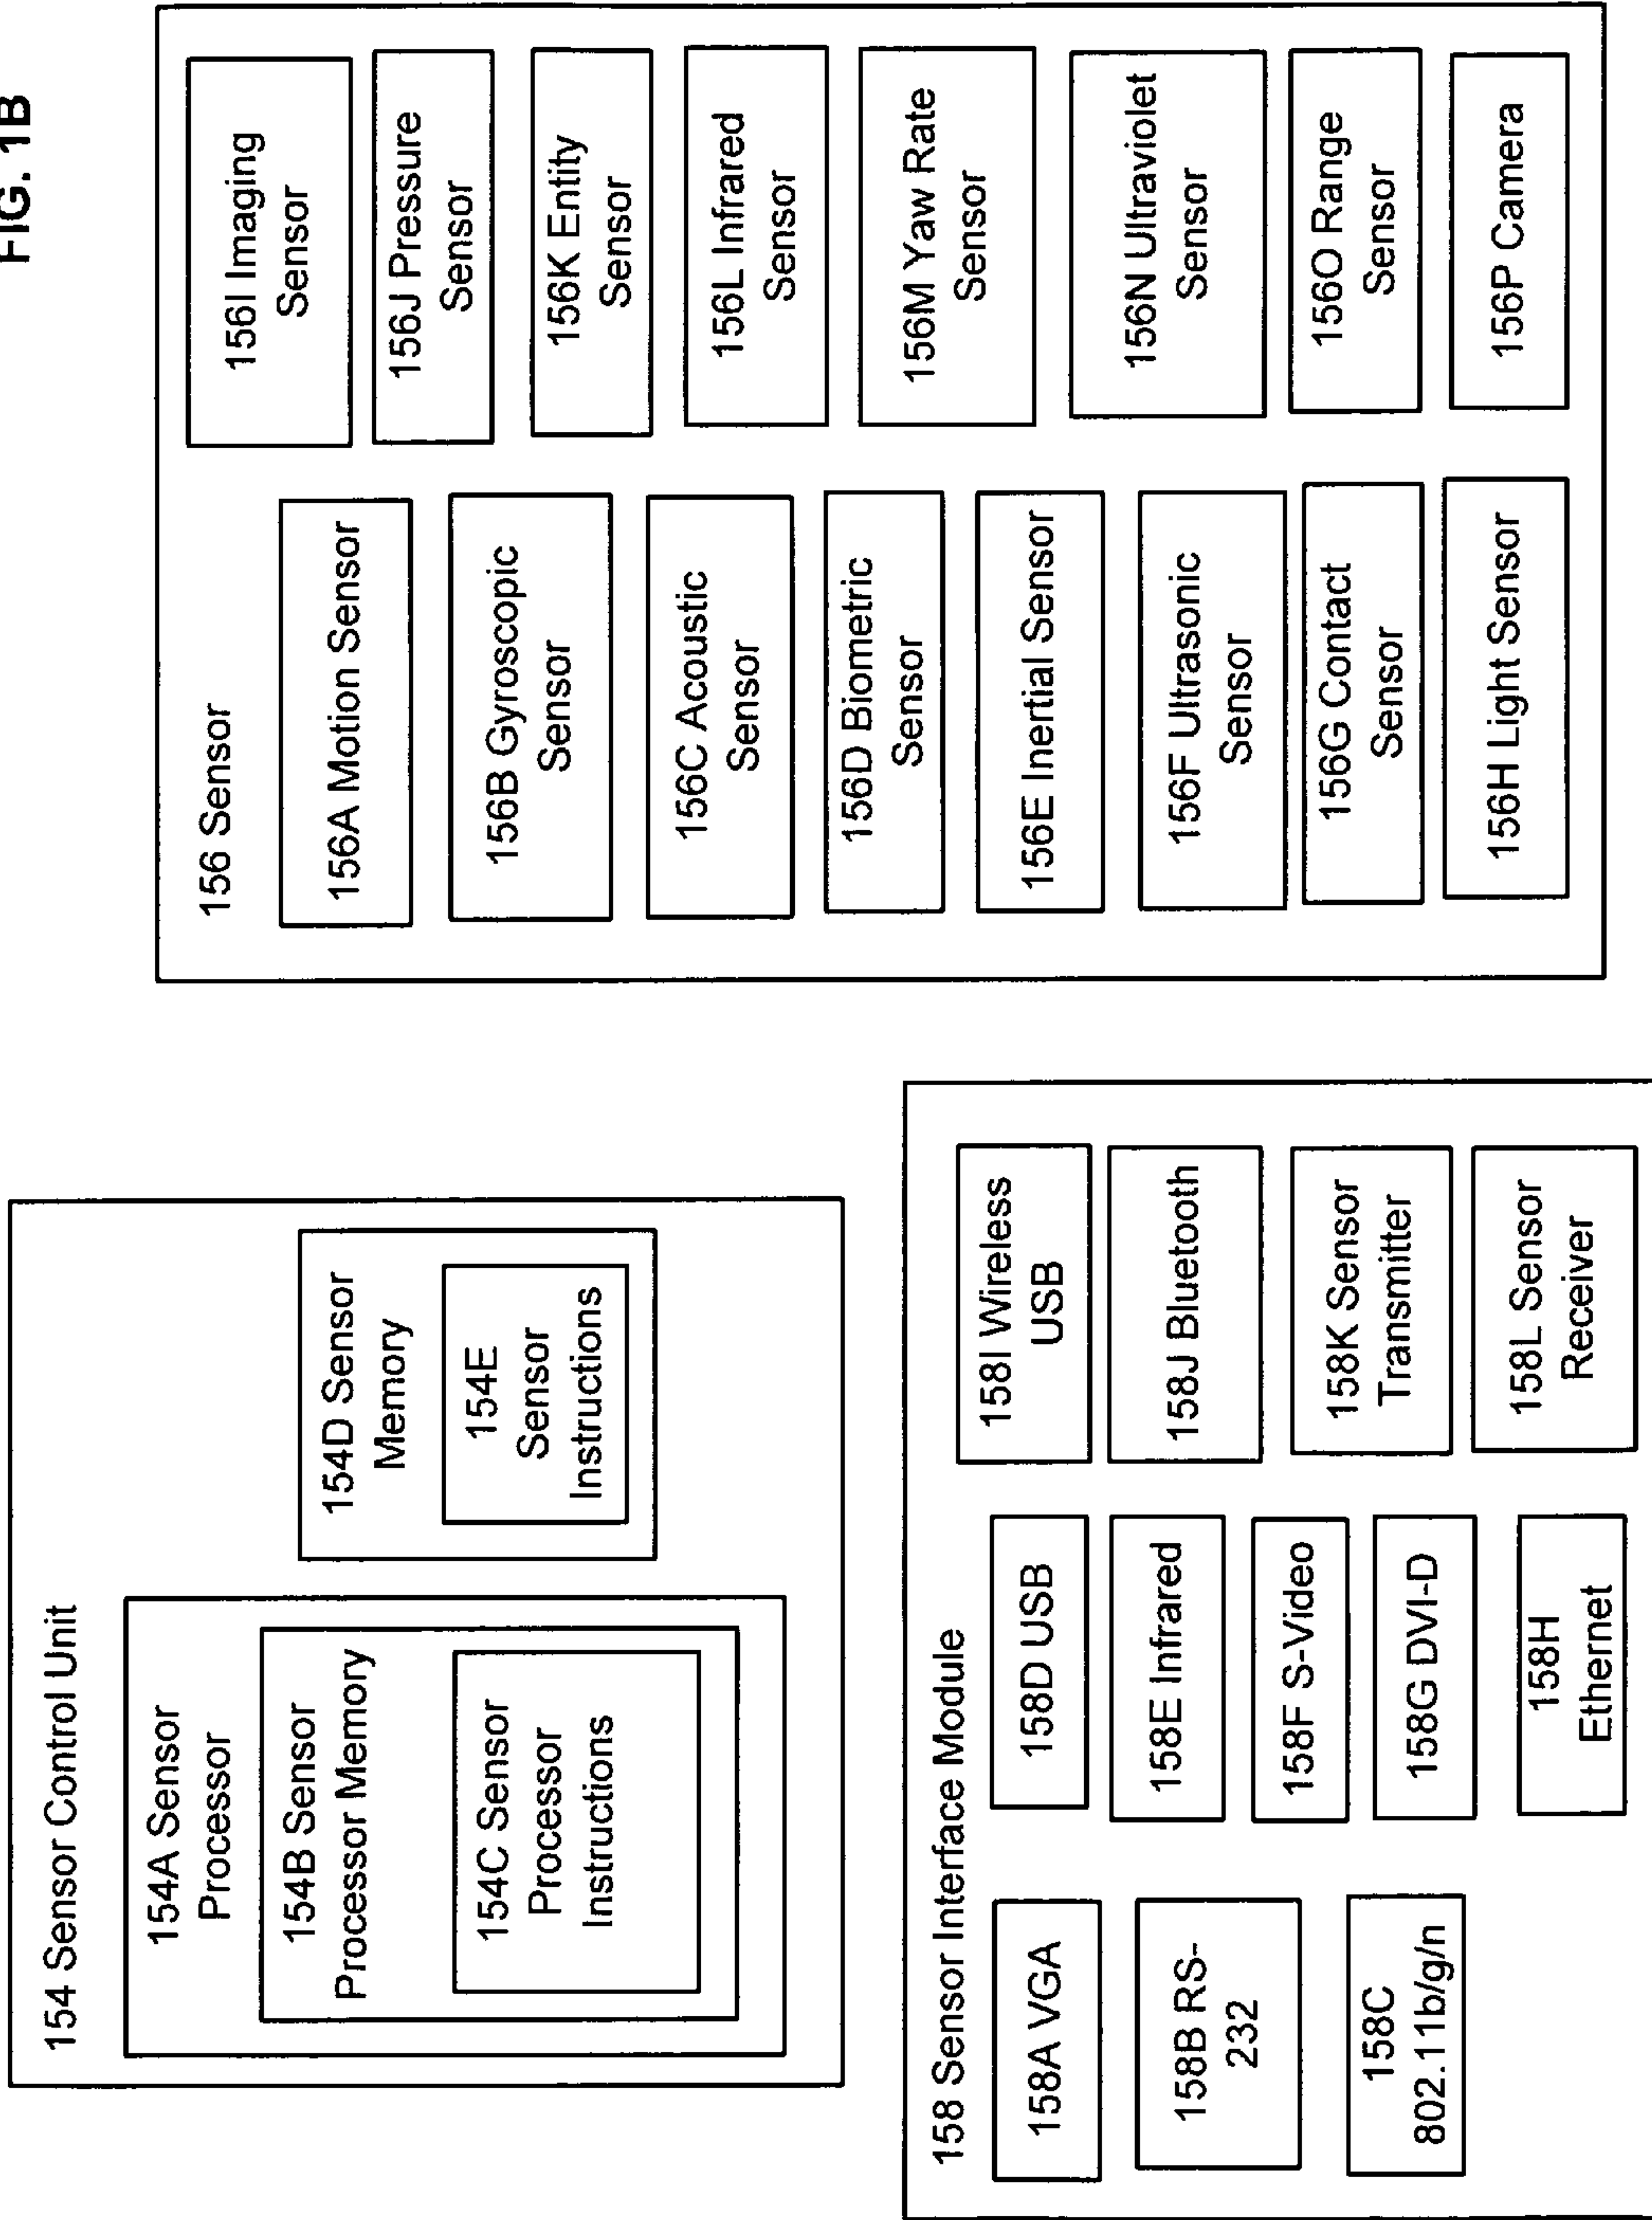 FIG. 1B
154 Sensor Control Unit
154A Sensor
Processor
154B Sensor
Processor Memory
154C Sensor
Processor
Instructions
154D Sensor
Memory
154E
Sensor
Instructions
156 Sensor
156A Motion Sensor
156B Gyroscopic
Sensor
156C Acoustic
Sensor
156D Biometric
Sensor
156E Inertial Sensor
156F Ultrasonic
Sensor
156G Contact
Sensor
156H Light Sensor
156I Imaging
Sensor
156J Pressure
Sensor
156K Entity
Sensor
156L Infrared
Sensor
156M Yaw Rate
Sensor
156N Ultraviolet
Sensor
156O Range
Sensor
156P Camera
158 Sensor Interface Module
158A VGA
158B RS-
232
158C
802.11b/g/n
158D USB
158E Infrared
158F S-Video
158G DVI-D
158H
Ethernet
158I Wireless
USB
158J Bluetooth
158K Sensor
Transmitter
158L Sensor
Receiver